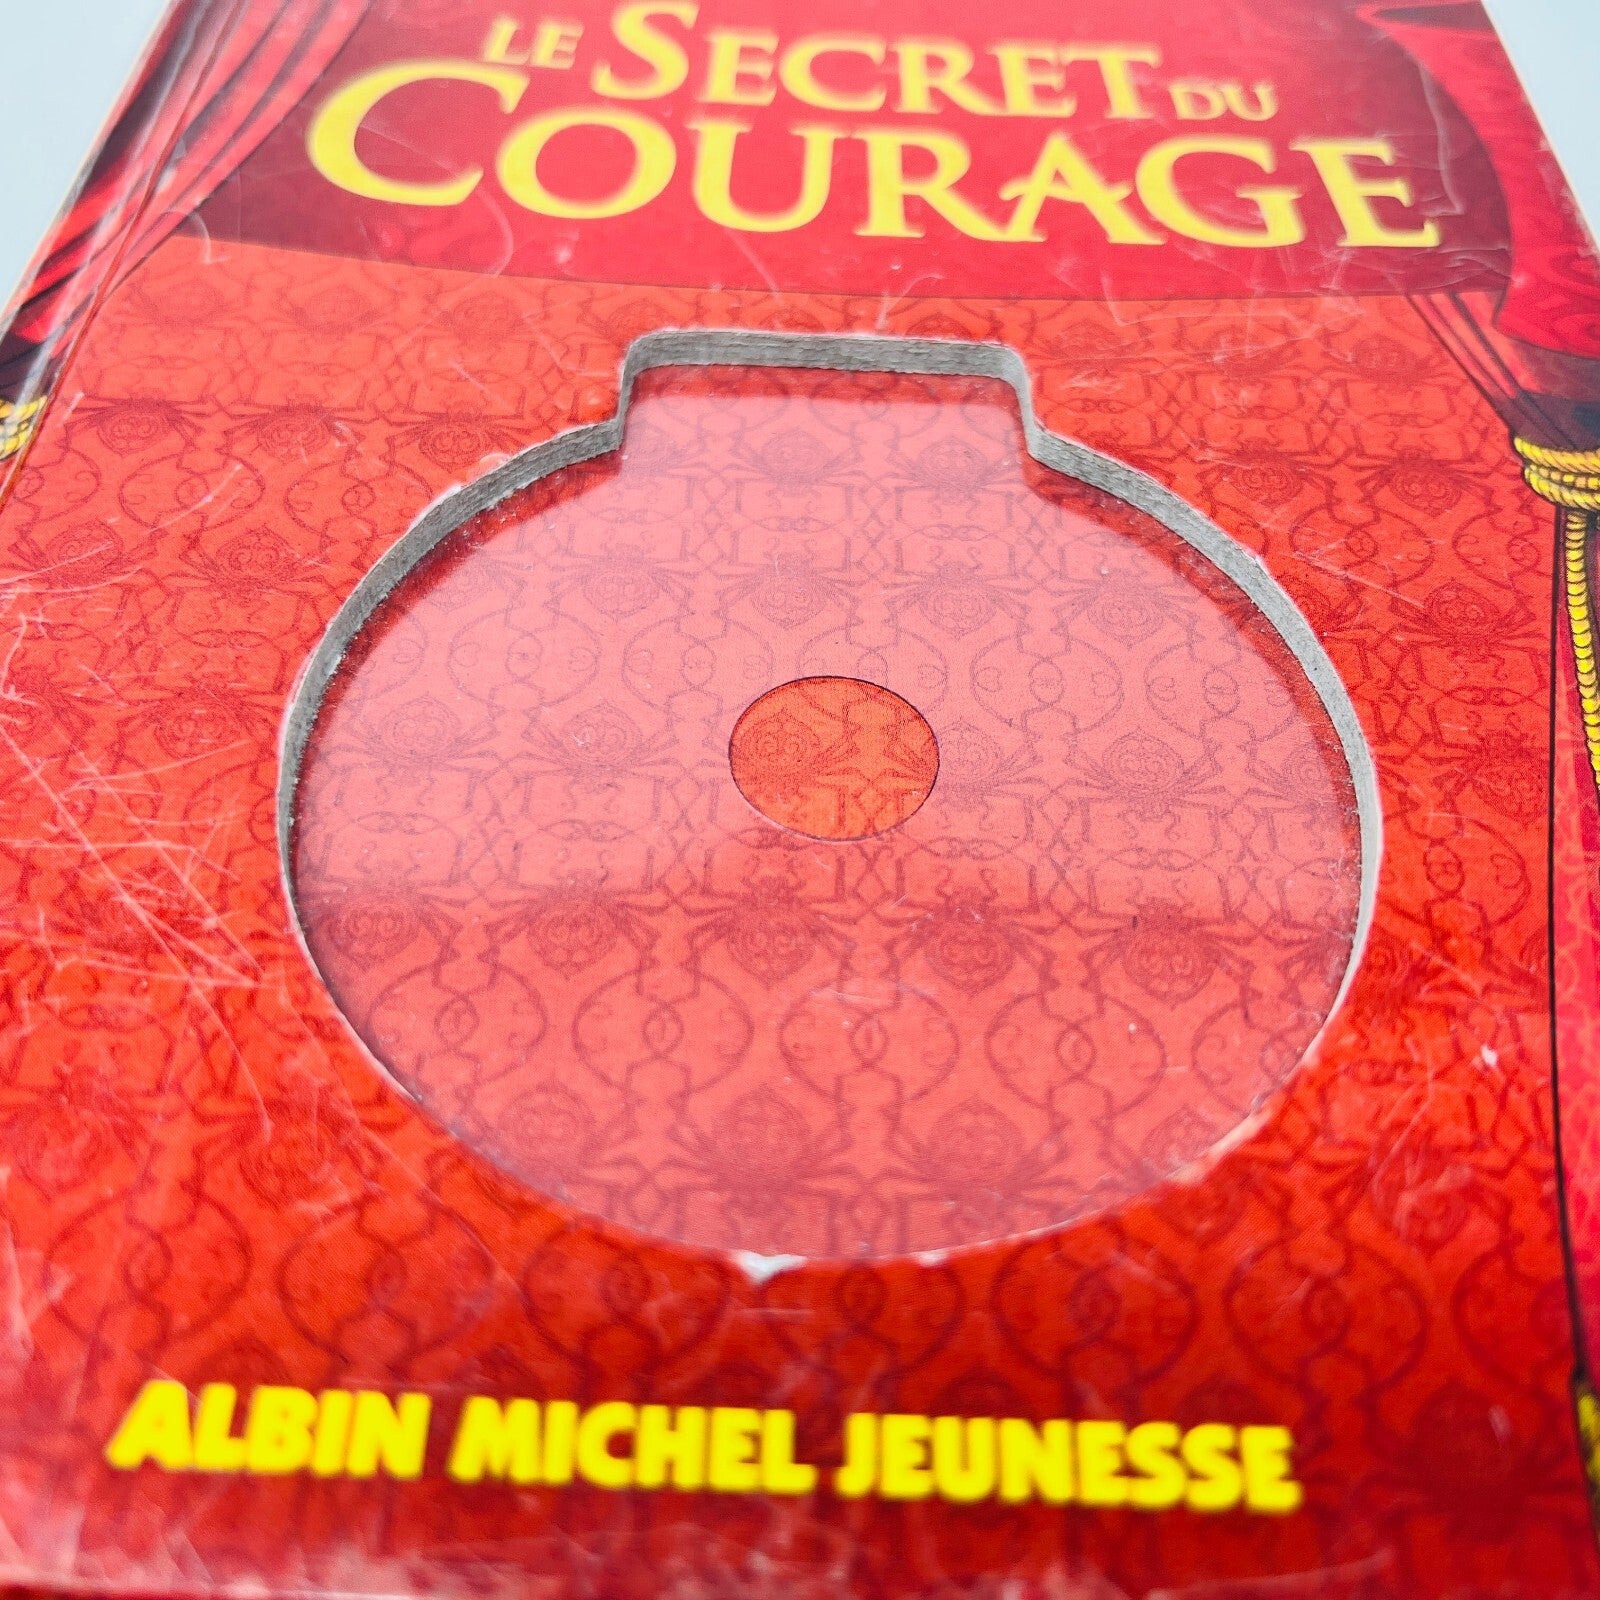 LE SECRET DU
COURAGE
ALBIN MICHEL JEUNESSE